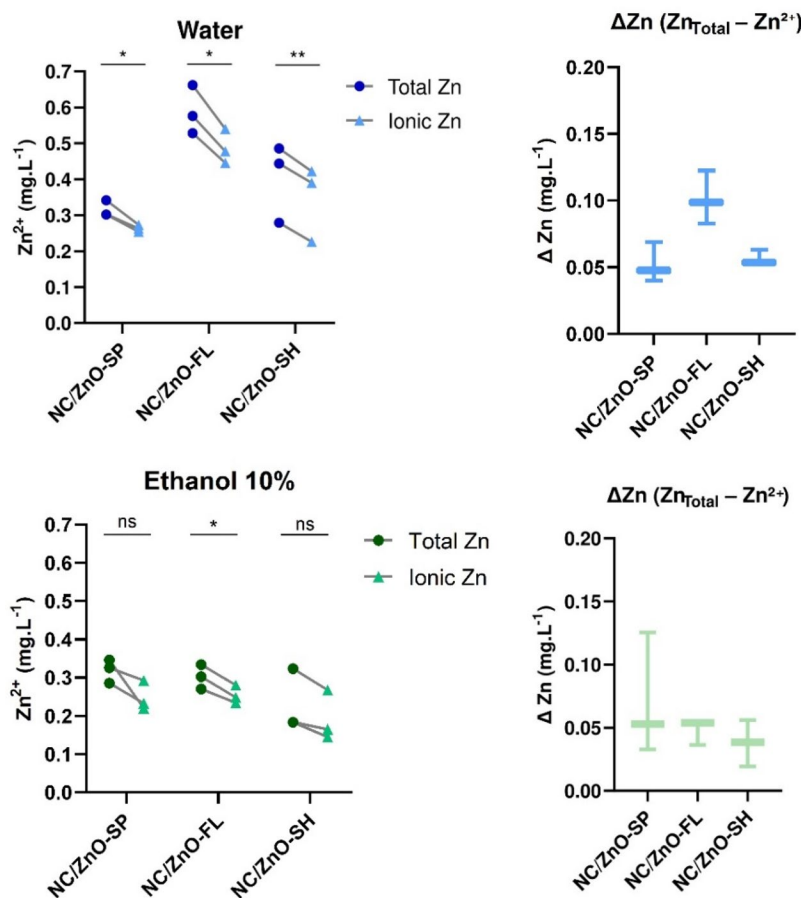 Water
* * **
Total Zn
Ionic Zn
Zn²⁺ (mg.L⁻¹)
0.7
0.6
0.5
0.4
0.3
0.2
0.1
0.0
NC/ZnO-SP
NC/ZnO-FL
NC/ZnO-SH
ΔZn (Zn_Total – Zn²⁺)
Δ Zn (mg.L⁻¹)
0.20
0.15
0.10
0.05
0.00
NC/ZnO-SP
NC/ZnO-FL
NC/ZnO-SH
Ethanol 10%
ns * ns
Total Zn
Ionic Zn
Zn²⁺ (mg.L⁻¹)
0.7
0.6
0.5
0.4
0.3
0.2
0.1
0.0
NC/ZnO-SP
NC/ZnO-FL
NC/ZnO-SH
ΔZn (Zn_Total – Zn²⁺)
Δ Zn (mg.L⁻¹)
0.20
0.15
0.10
0.05
0.00
NC/ZnO-SP
NC/ZnO-FL
NC/ZnO-SH